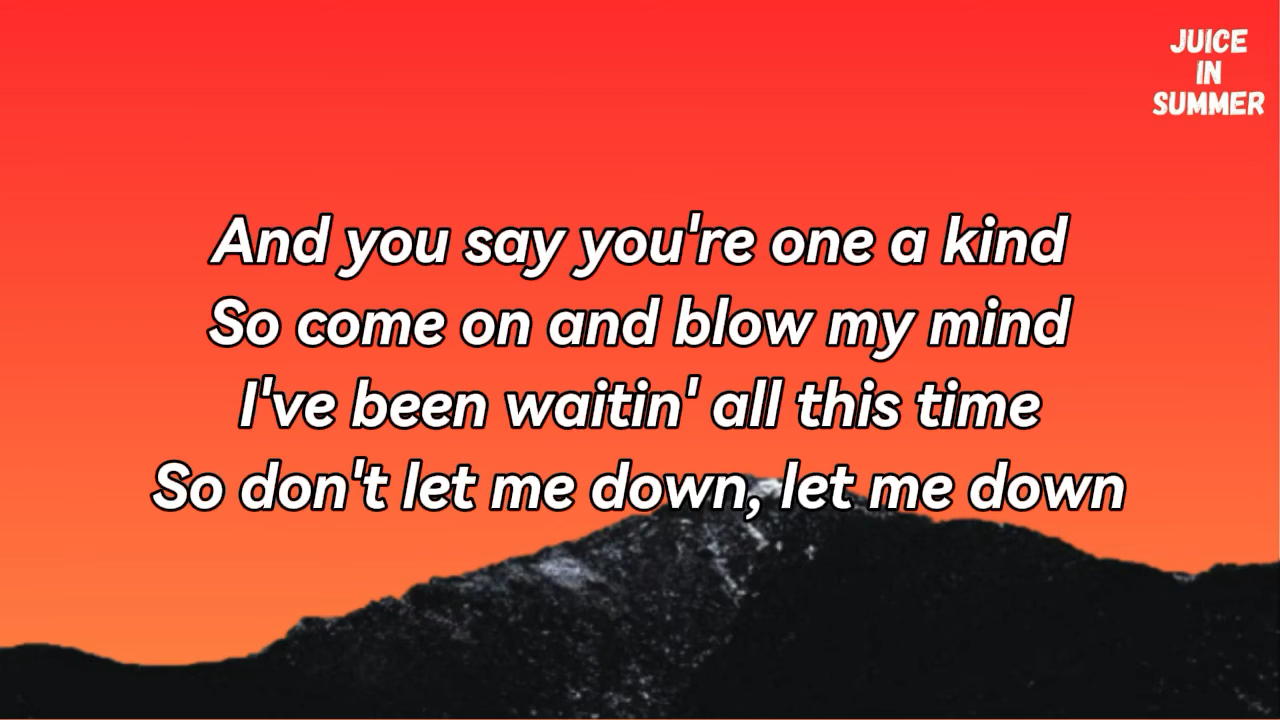 JUICE
IN
SUMMER
And you say you're one a kind
So come on and blow my mind
I've been waitin' all this time
So don't let me down, let me down